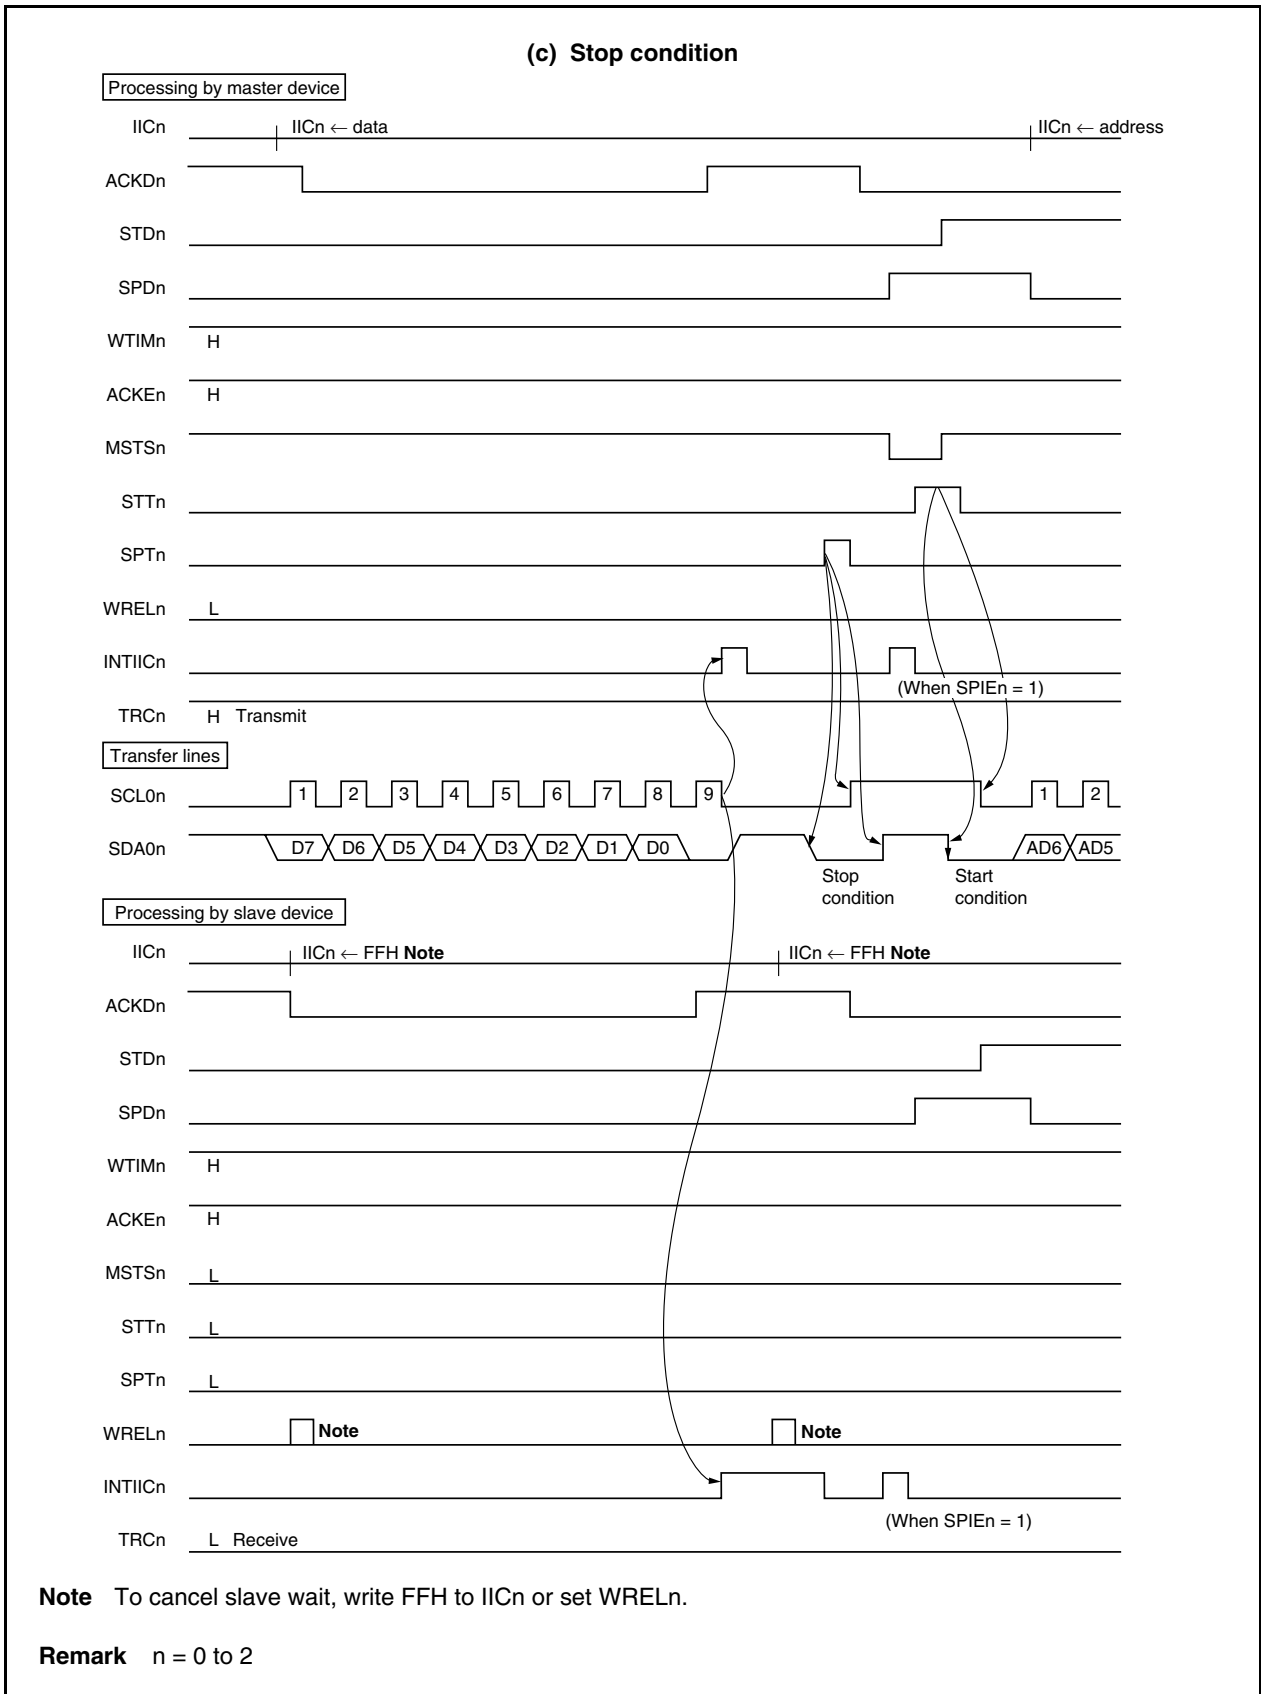 (c) Stop condition
Processing by master device
IICn IICn ← data IICn ← address
ACKDn
STDn
SPDn
WTIMn H
ACKEn H
MSTSn
STTn
SPTn
WRELn L
INTIICn
(When SPIEn = 1)
TRCn H Transmit
Transfer lines
SCL0n 1 2 3 4 5 6 7 8 9 1 2
SDA0n D7 D6 D5 D4 D3 D2 D1 D0 AD6 AD5
Stop condition
Start condition
Processing by slave device
IICn IICn ← FFH Note IICn ← FFH Note
ACKDn
STDn
SPDn
WTIMn H
ACKEn H
MSTSn L
STTn L
SPTn L
WRELn Note Note
INTIICn
(When SPIEn = 1)
TRCn L Receive
Note To cancel slave wait, write FFH to IICn or set WRELn.
Remark n = 0 to 2